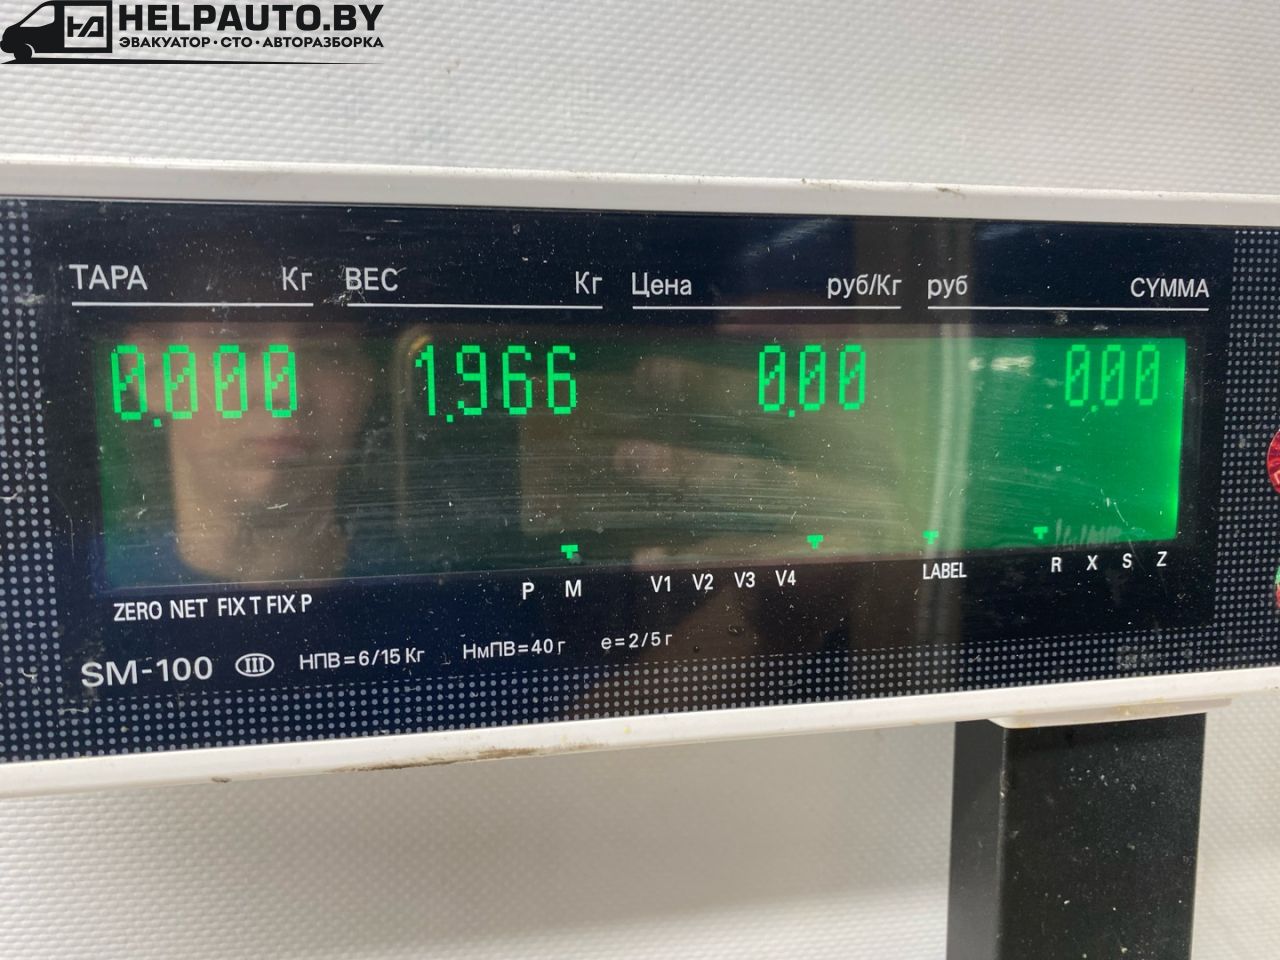 HELPAUTO.BY
ЭВАКУАТОР · СТО · АВТОРАЗБОРКА
ТАРА Кг ВЕС Кг Цена руб/Кг руб СУММА
0.000 1.966 0.00 0.00
P M V1 V2 V3 V4 LABEL R X S Z
ZERO NET FIX T FIX P
SM-100 III НПВ=6/15 Кг НмПВ=40 г e=2/5 г